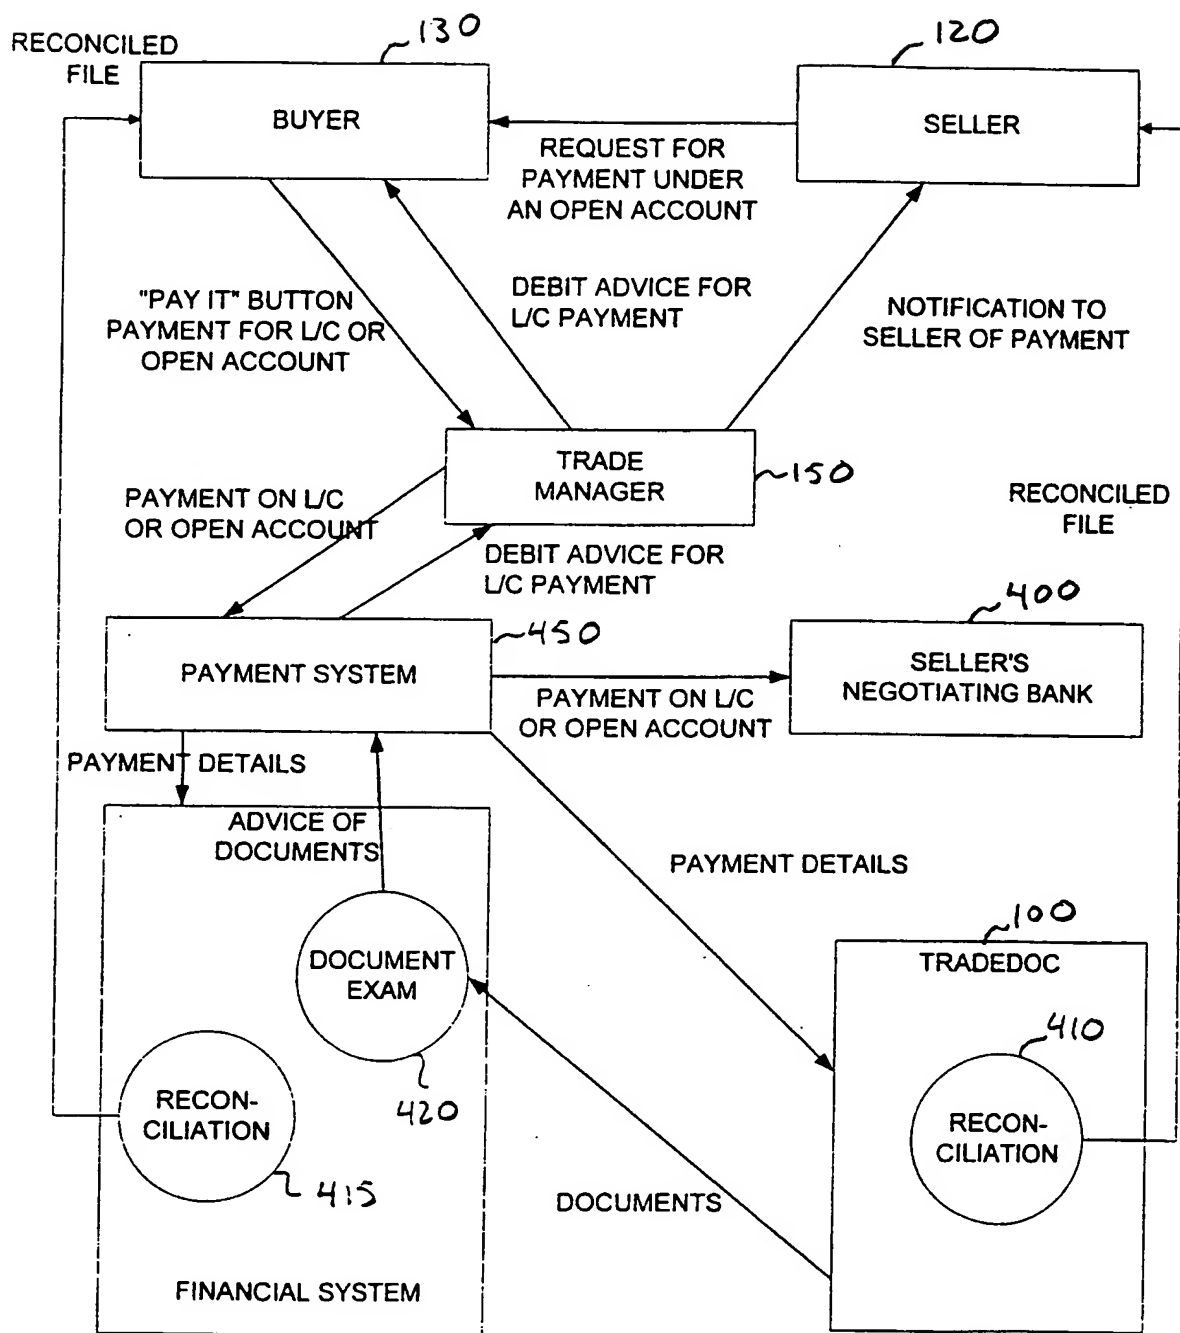 RECONCILED
FILE
130
120
BUYER
SELLER
REQUEST FOR
PAYMENT UNDER
AN OPEN ACCOUNT
"PAY IT" BUTTON
PAYMENT FOR L/C OR
OPEN ACCOUNT
DEBIT ADVICE FOR
L/C PAYMENT
NOTIFICATION TO
SELLER OF PAYMENT
TRADE
MANAGER
150
PAYMENT ON L/C
OR OPEN ACCOUNT
RECONCILED
FILE
DEBIT ADVICE FOR
L/C PAYMENT
450
400
PAYMENT SYSTEM
SELLER'S
NEGOTIATING BANK
PAYMENT ON L/C
OR OPEN ACCOUNT
PAYMENT DETAILS
ADVICE OF
DOCUMENTS
PAYMENT DETAILS
100
TRADEDOC
DOCUMENT
EXAM
410
420
RECON-
CILIATION
RECON-
CILIATION
415
DOCUMENTS
FINANCIAL SYSTEM